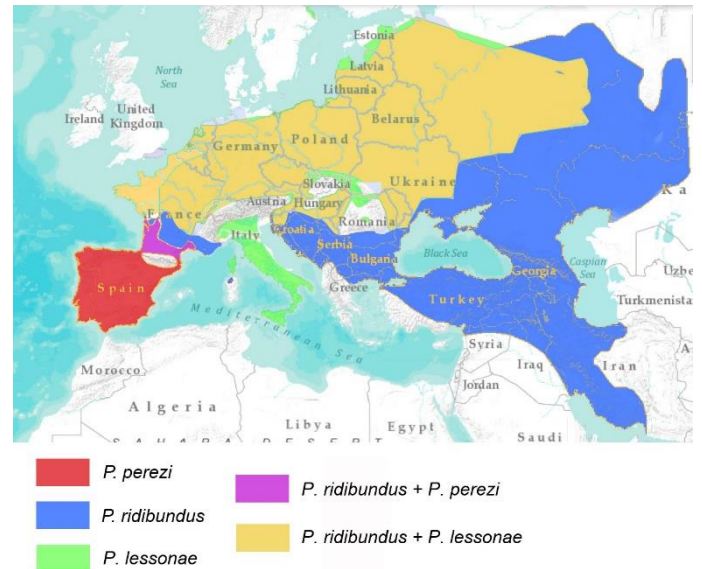 Estonia
North
Sea
Latvia
Lithuania
Ireland
United
Kingdom
Belarus
Poland
Germany
Ukraine
Slovakia
Austria
Hungary
France
Romania
Italy
Croatia
Serbia
Bulgaria
Black Sea
Georgia
Caspian
Sea
Spain
Greece
Turkey
Turkmenista
Mediterranean Sea
Syria
Iraq
Iran
Morocco
Jordan
Algeria
Libya
Egypt
Saudi
SAHARA DESERT
P. perezi
P. ridibundus
P. lessonae
P. ridibundus + P. perezi
P. ridibundus + P. lessonae